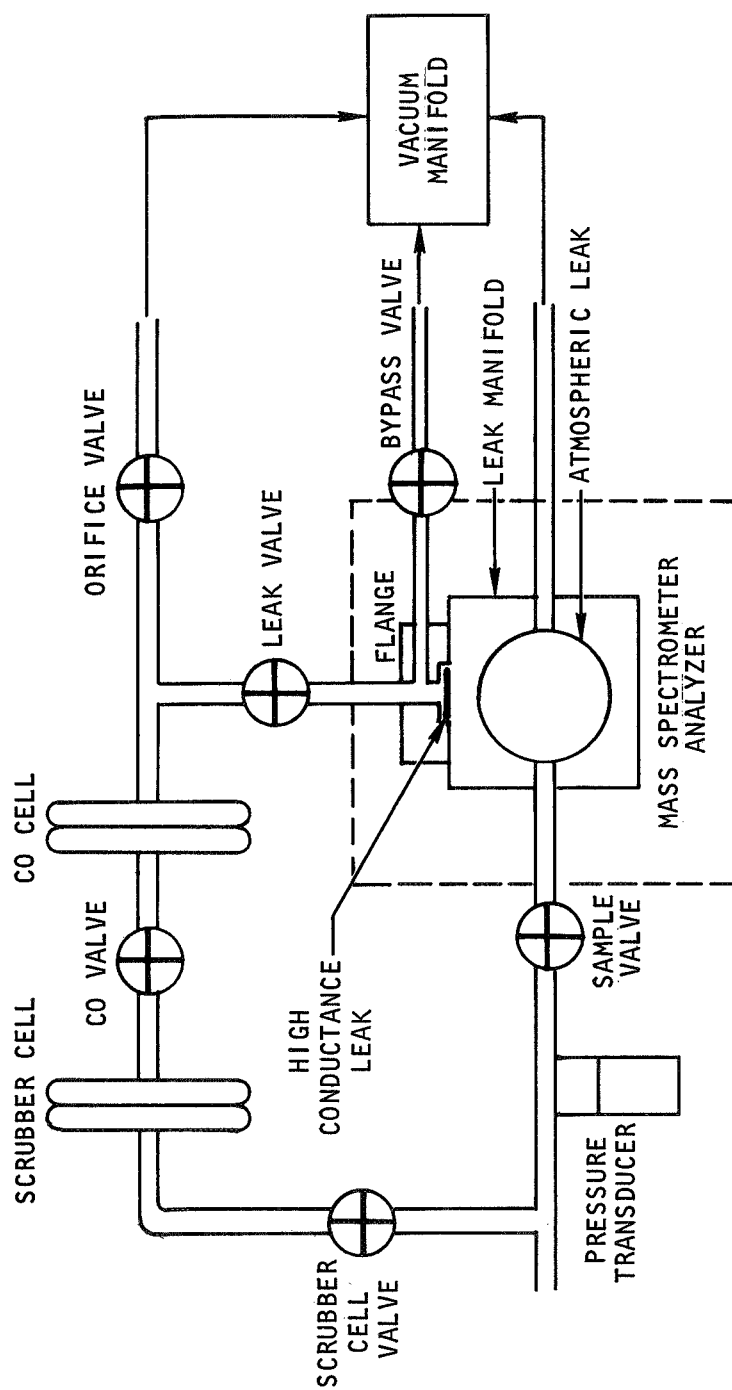 SCRUBBER CELL
CO VALVE
CO CELL
ORIFICE VALVE
LEAK VALVE
SCRUBBER
CELL
VALVE
HIGH
CONDUCTANCE
LEAK
FLANGE
BYPASS VALVE
VACUUM
MANIFOLD
LEAK MANIFOLD
ATMOSPHERIC LEAK
PRESSURE
TRANSDUCER
SAMPLE
VALVE
MASS SPECTROMETER
ANALYZER